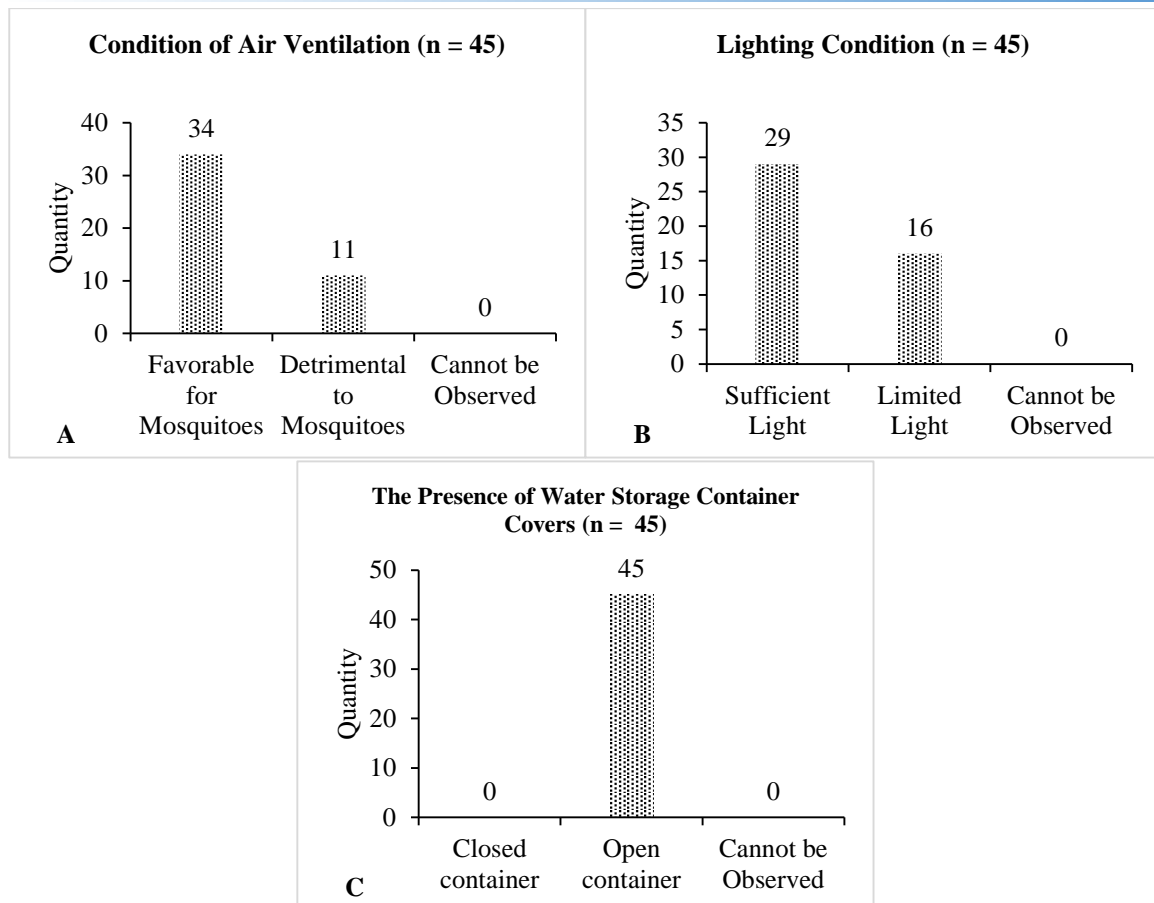 Condition of Air Ventilation (n = 45)
Quantity
40
30
20
10
0
34
11
0
Favorable
for
Mosquitoes
Detrimental
to
Mosquitoes
Cannot be
Observed
A
Lighting Condition (n = 45)
Quantity
35
30
25
20
15
10
5
0
29
16
0
Sufficient
Light
Limited
Light
Cannot be
Observed
B
The Presence of Water Storage Container
Covers (n = 45)
Quantity
50
40
30
20
10
0
0
45
0
Closed
container
Open
container
Cannot be
Observed
C